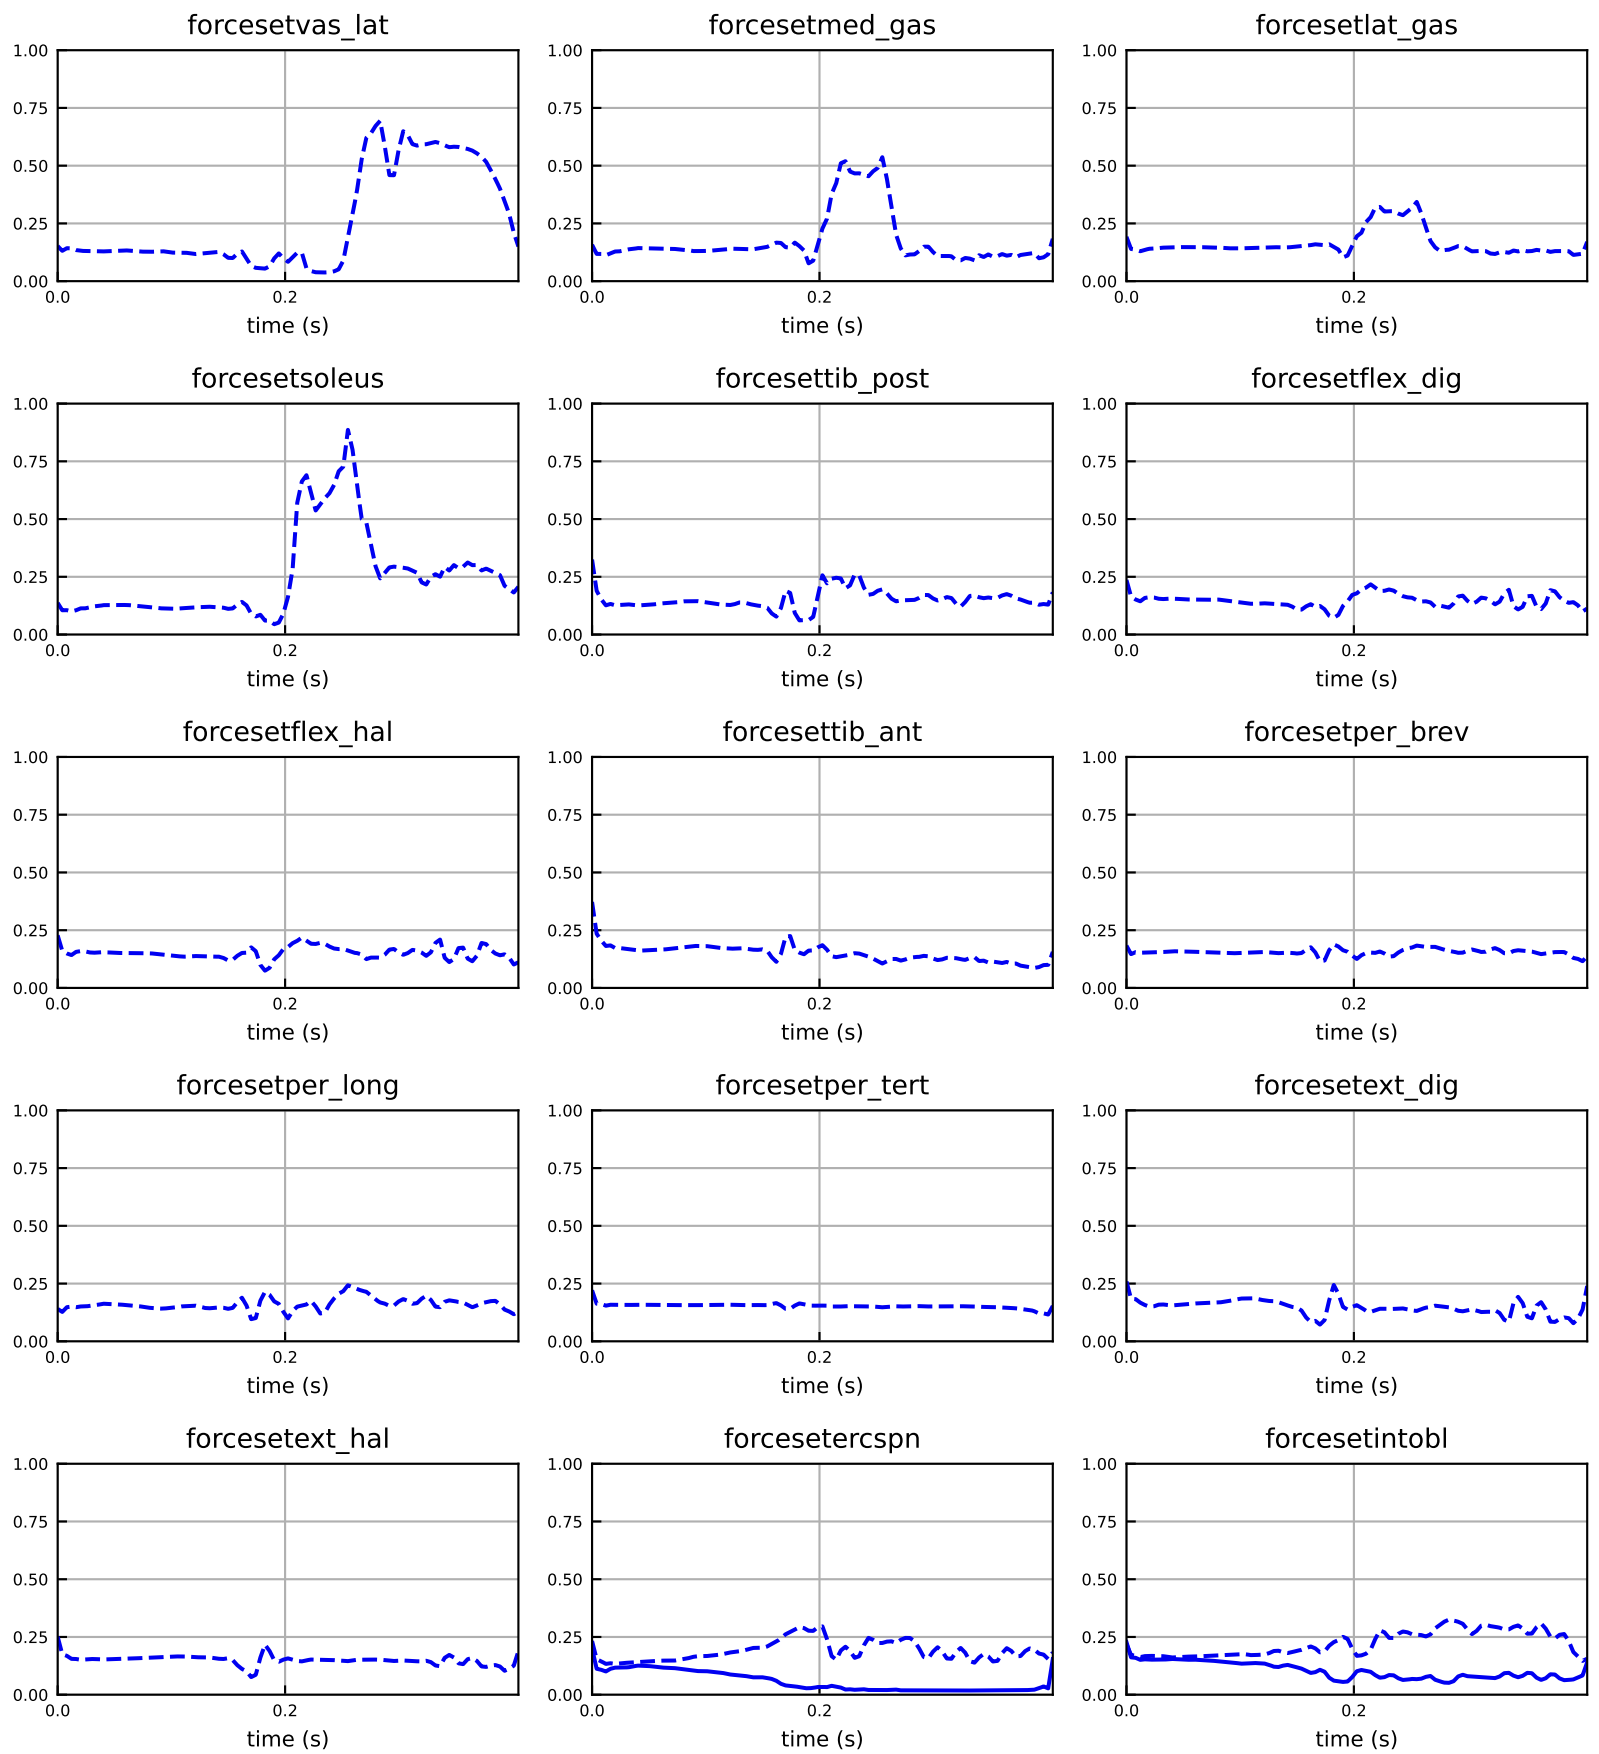 forcesetvas_lat forcesetmed_gas forcesetlat_gas
1.00 1.00 1.00
0.75 0.75 0.75
0.50 0.50 0.50
0.25 0.25 0.25
0.00 0.00 0.00
0.0 0.2 0.0 0.2 0.0 0.2
time (s) time (s) time (s)
forcesetsoleus forcesettib_post forcesetflex_dig
1.00 1.00 1.00
0.75 0.75 0.75
0.50 0.50 0.50
0.25 0.25 0.25
0.00 0.00 0.00
0.0 0.2 0.0 0.2 0.0 0.2
time (s) time (s) time (s)
forcesetflex_hal forcesettib_ant forcesetper_brev
1.00 1.00 1.00
0.75 0.75 0.75
0.50 0.50 0.50
0.25 0.25 0.25
0.00 0.00 0.00
0.0 0.2 0.0 0.2 0.0 0.2
time (s) time (s) time (s)
forcesetper_long forcesetper_tert forcesetext_dig
1.00 1.00 1.00
0.75 0.75 0.75
0.50 0.50 0.50
0.25 0.25 0.25
0.00 0.00 0.00
0.0 0.2 0.0 0.2 0.0 0.2
time (s) time (s) time (s)
forcesetext_hal forcesetercspn forcesetintobl
1.00 1.00 1.00
0.75 0.75 0.75
0.50 0.50 0.50
0.25 0.25 0.25
0.00 0.00 0.00
0.0 0.2 0.0 0.2 0.0 0.2
time (s) time (s) time (s)